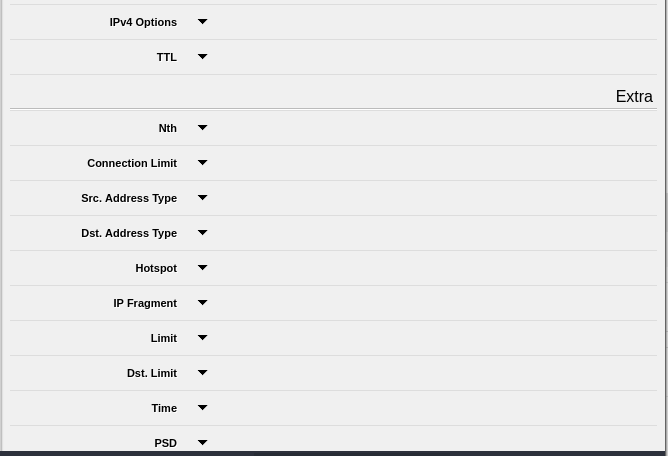 IPv4 Options
TTL
Extra
Nth
Connection Limit
Src. Address Type
Dst. Address Type
Hotspot
IP Fragment
Limit
Dst. Limit
Time
PSD